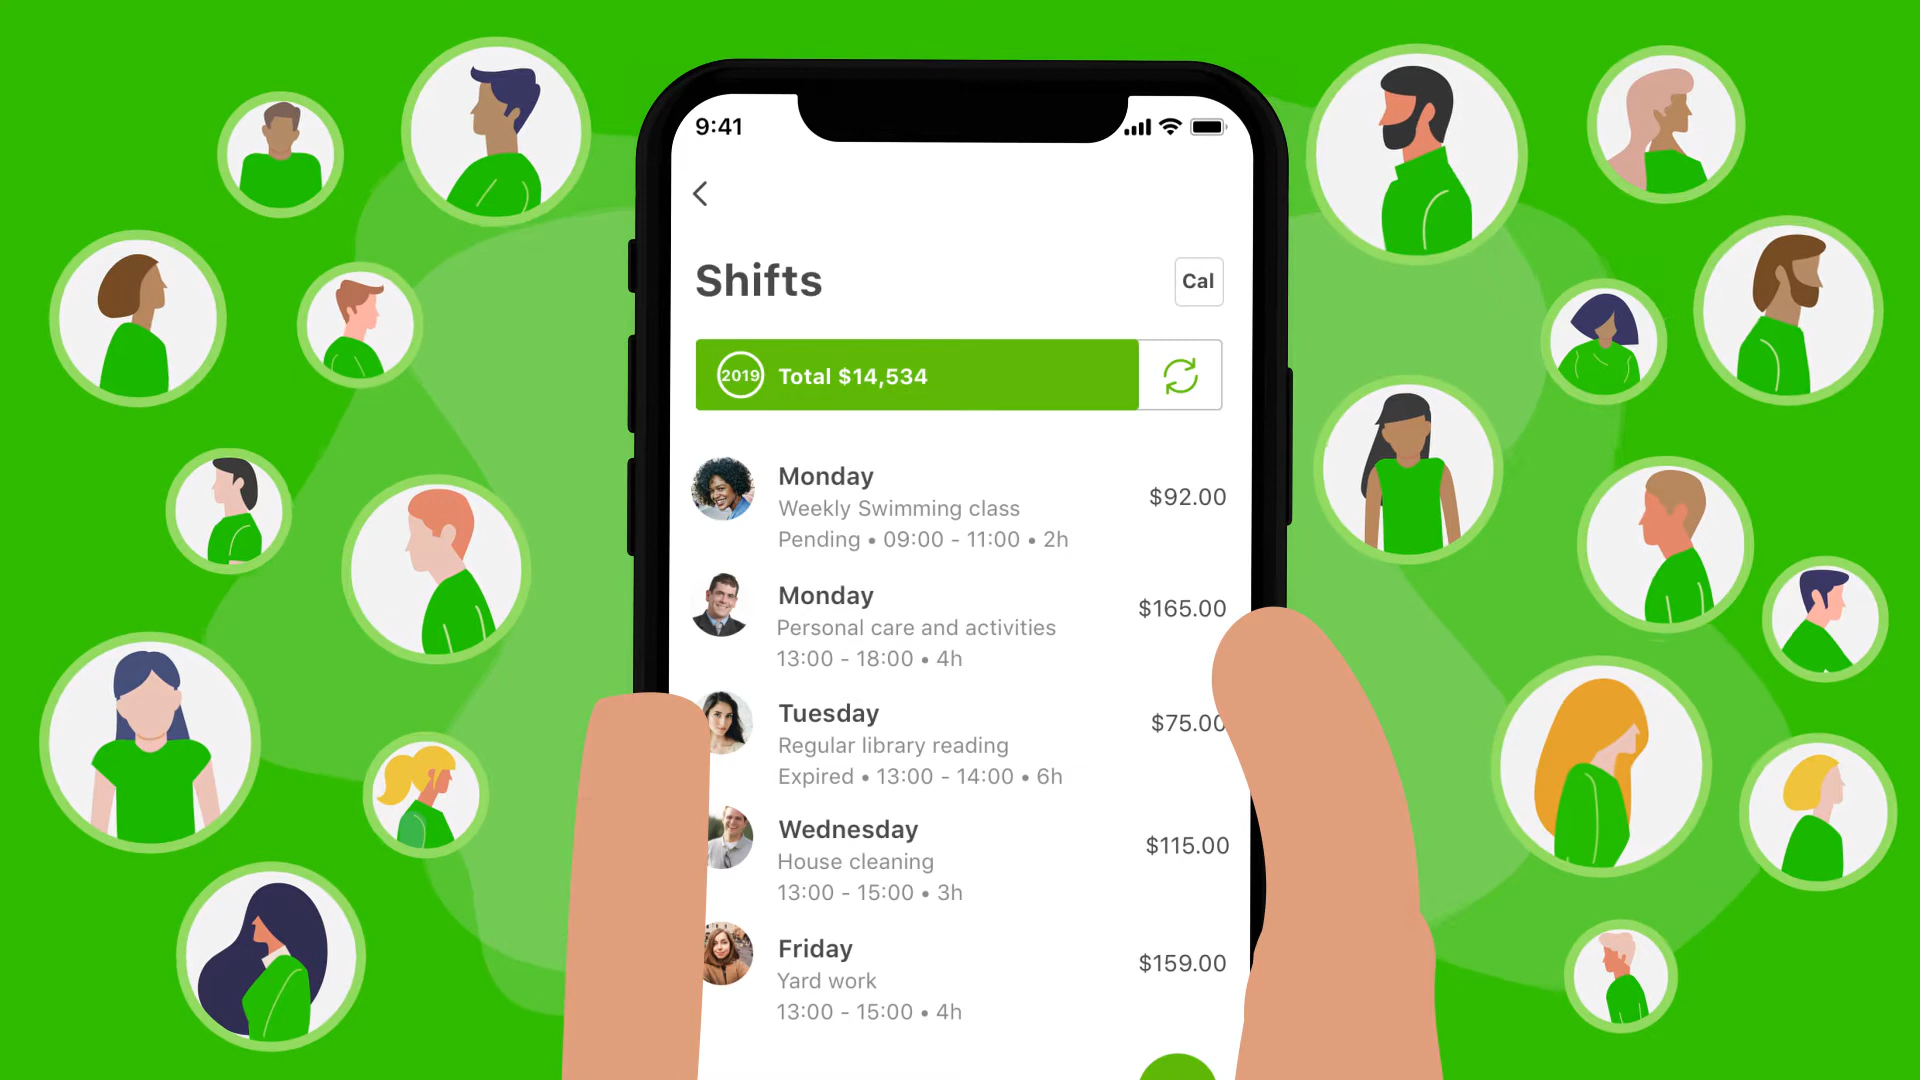 9:41
Shifts
Cal
2019 Total $14,534
Monday
Weekly Swimming class
$92.00
Pending • 09:00 - 11:00 • 2h
Monday
Personal care and activities
$165.00
13:00 - 18:00 • 4h
Tuesday
Regular library reading
$75.00
Expired • 13:00 - 14:00 • 6h
Wednesday
House cleaning
$115.00
13:00 - 15:00 • 3h
Friday
Yard work
$159.00
13:00 - 15:00 • 4h